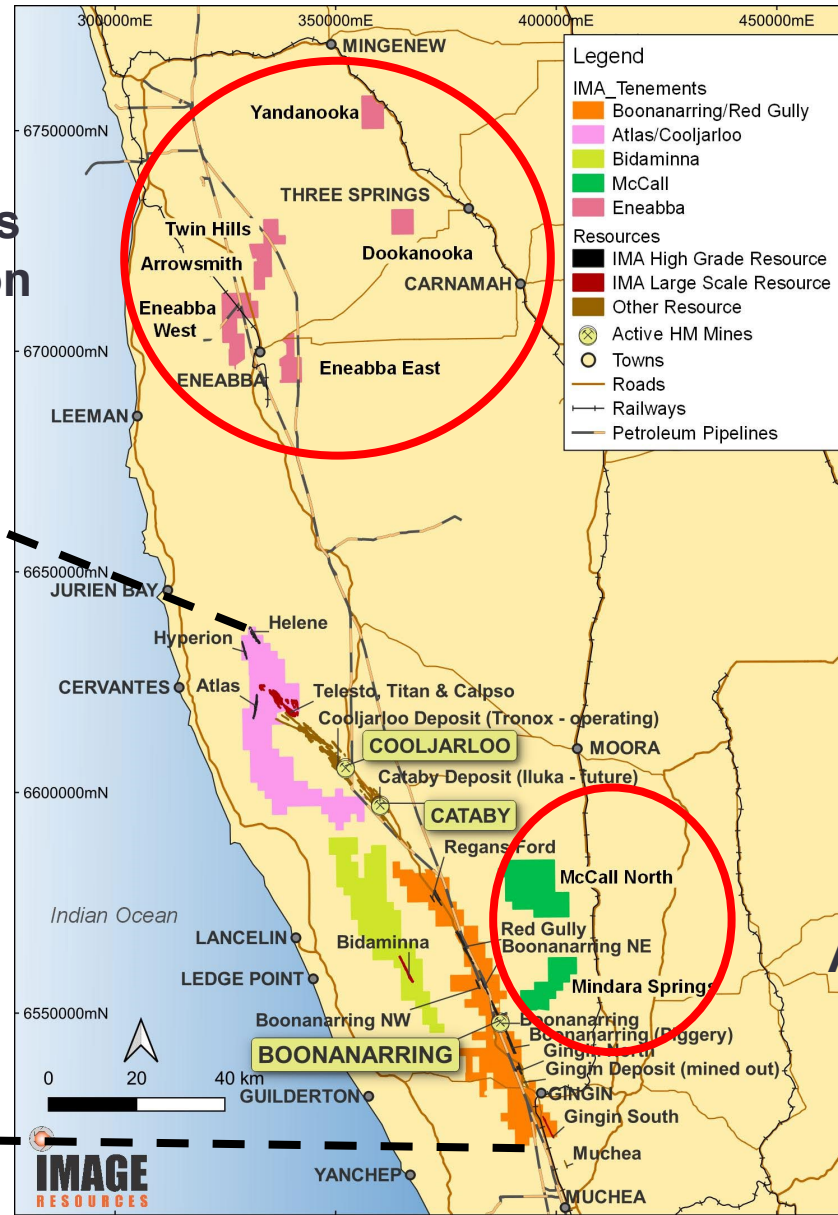 300000mE
350000mE
400000mE
450000mE
MINGENEW
Legend
IMA_Tenements
Boonanarring/Red Gully
Atlas/Cooljarloo
Bidaminna
McCall
Eneabba
Resources
IMA High Grade Resource
IMA Large Scale Resource
Other Resource
Active HM Mines
Towns
Roads
Railways
Petroleum Pipelines
Yandanooka
6750000mN
THREE SPRINGS
s
Twin Hills
Dookanooka
Arrowsmith
on
CARNAMAH
Eneabba
West
6700000mN
Eneabba East
ENEABBA
LEEMAN
6650000mN
JURIEN BAY
Helene
Hyperion
CERVANTES
Atlas
Telesto, Titan & Calpso
Cooljarloo Deposit (Tronox - operating)
COOLJARLOO
MOORA
Cataby Deposit (Iluka - future)
6600000mN
CATABY
Regans Ford
McCall North
Indian Ocean
LANCELIN
Bidaminna
Red Gully
Boonanarring NE
LEDGE POINT
Mindara Springs
6550000mN
Boonanarring NW
Boonanarring
Boonanarring (Piggery)
BOONANARRING
Gingin North
Gingin Deposit (mined out)
0 20 40 km
GUILDERTON
GINGIN
Gingin South
Muchea
IMAGE
RESOURCES
YANCHEP
MUCHEA